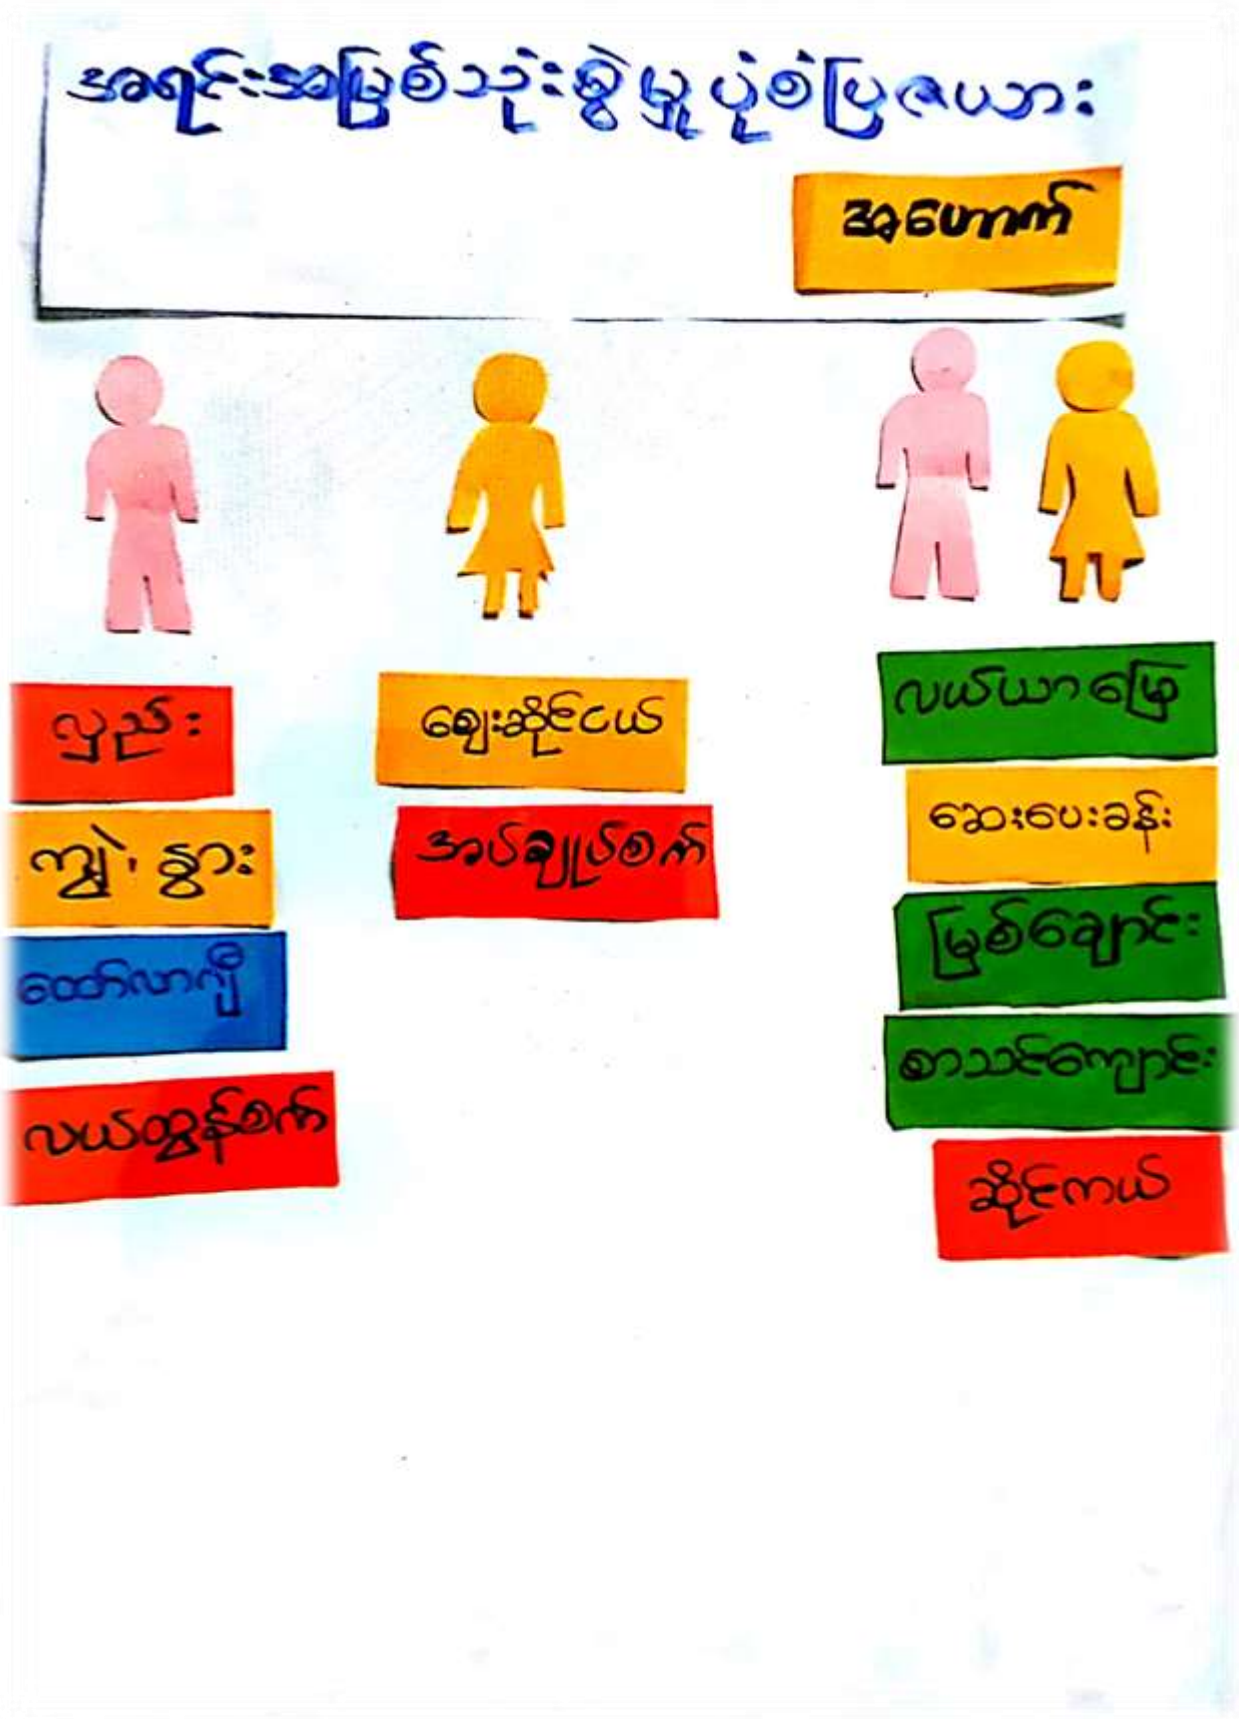 အရင်းအမြစ်သုံးစွဲမှုပုံစံပြဇယား
အဟောက်
လှည်း
ကျွဲ၊ နွား
ထော်လာဂျီ
လယ်ထွန်စက်
ဈေးဆိုင်ငယ်
အပ်ချုပ်စက်
လယ်ယာမြေ
ဆေးပေးခန်း
မြစ်ချောင်း
စာသင်ကျောင်း
ဆိုင်ကယ်